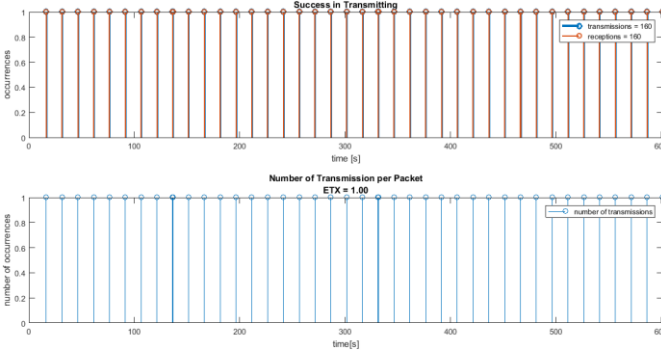 Success in Transmitting
transmissions = 160
receptions = 160
occurrences
1
0.8
0.6
0.4
0.2
0
0 100 200 300 400 500 600
time [s]
Number of Transmission per Packet
ETX = 1.00
number of transmissions
number of occurrences
1
0.8
0.6
0.4
0.2
0
0 100 200 300 400 500 600
time[s]